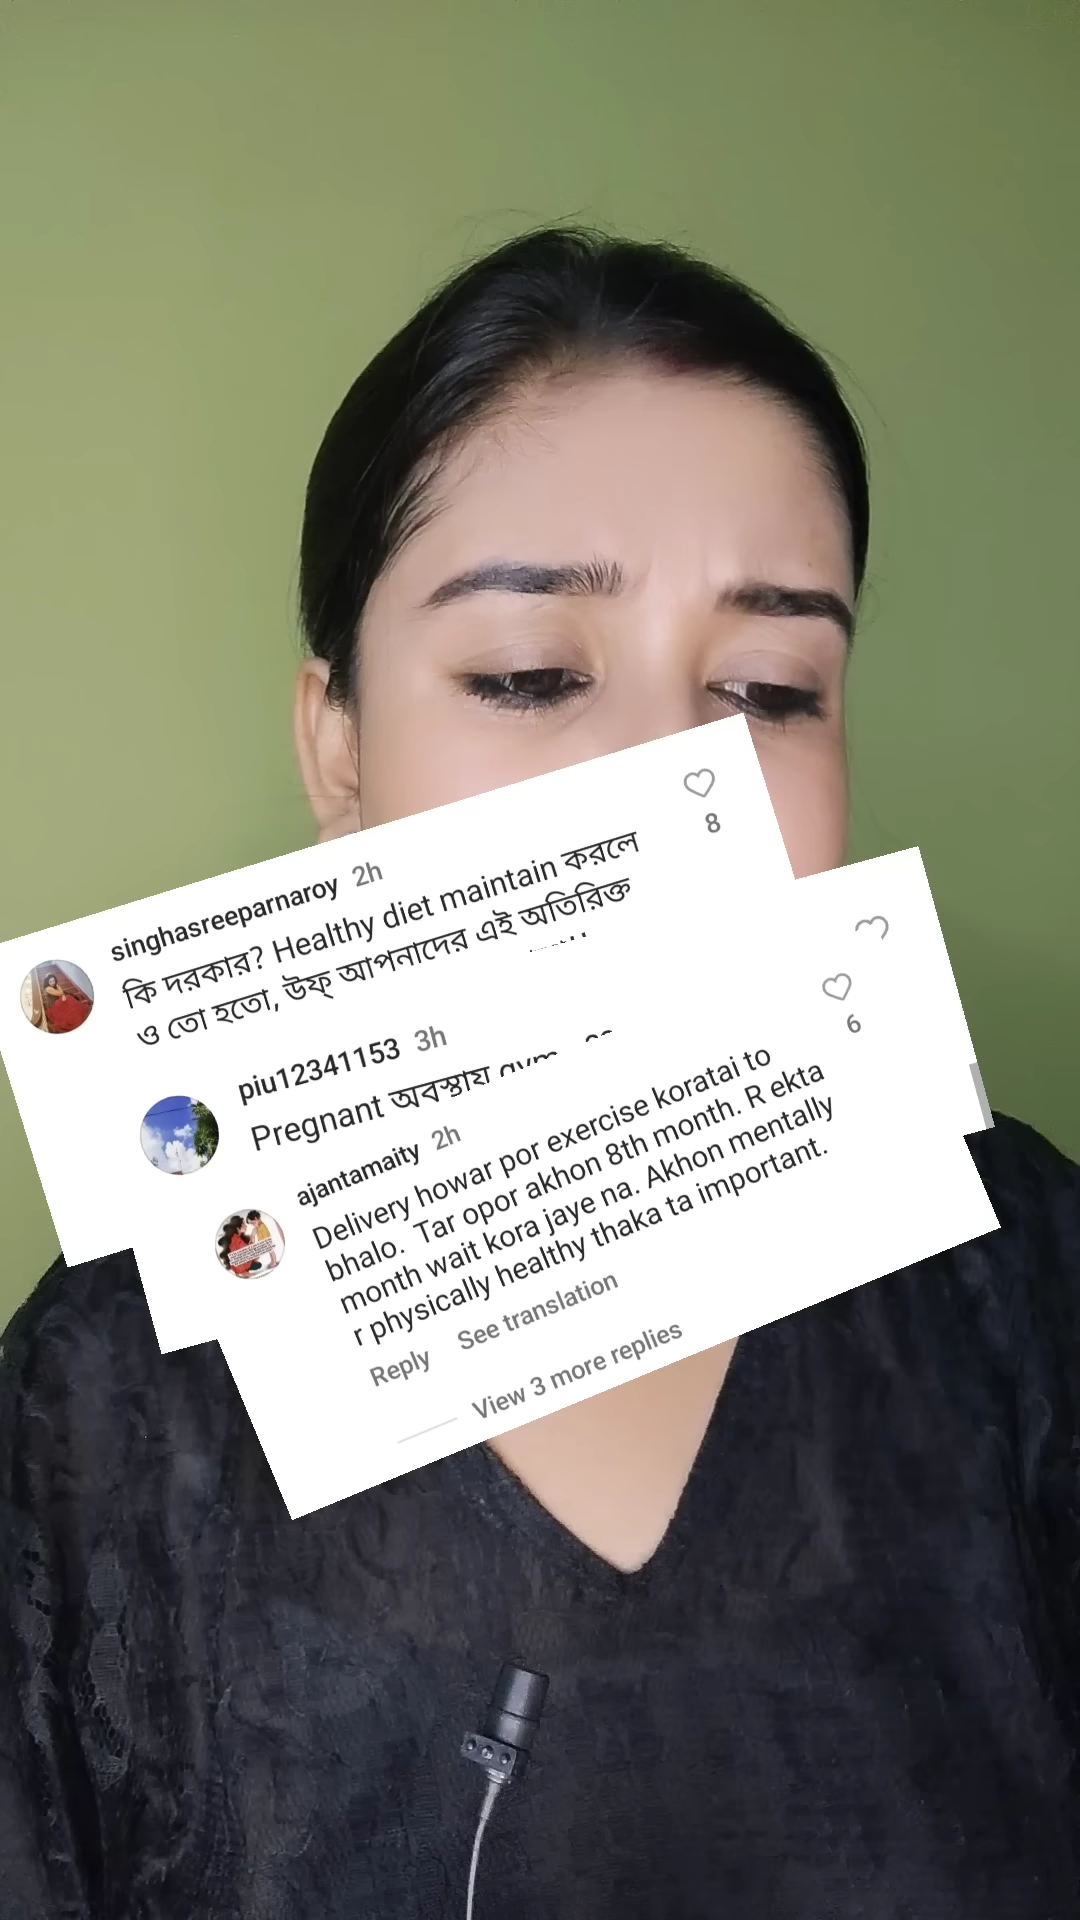 singhasreeparnaroy 2h
কি দরকার? Healthy diet maintain করলে
ও তো হতো, উফ্ আপনাদের এই অতিরিক্ত
8
piu12341153 3h
Pregnant অবস্থায় gym
ajantamaity 2h
Delivery howar por exercise koratai to
bhalo. Tar opor akhon 8th month. R ekta
month wait kora jaye na. Akhon mentally
r physically healthy thaka ta important.
6
Reply See translation
View 3 more replies